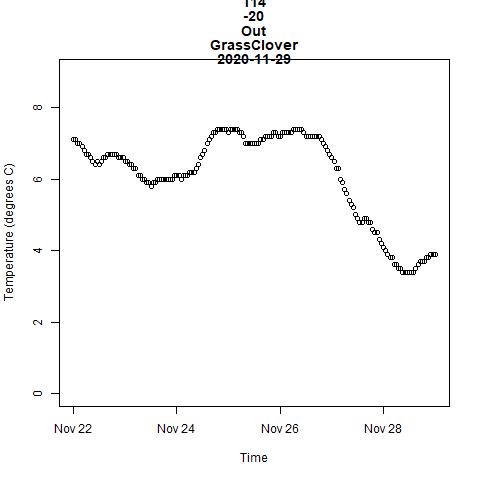 114
-20
Out
GrassClover
2020-11-29
Temperature (degrees C)
8
6
4
2
0
Nov 22
Nov 24
Nov 26
Nov 28
Time